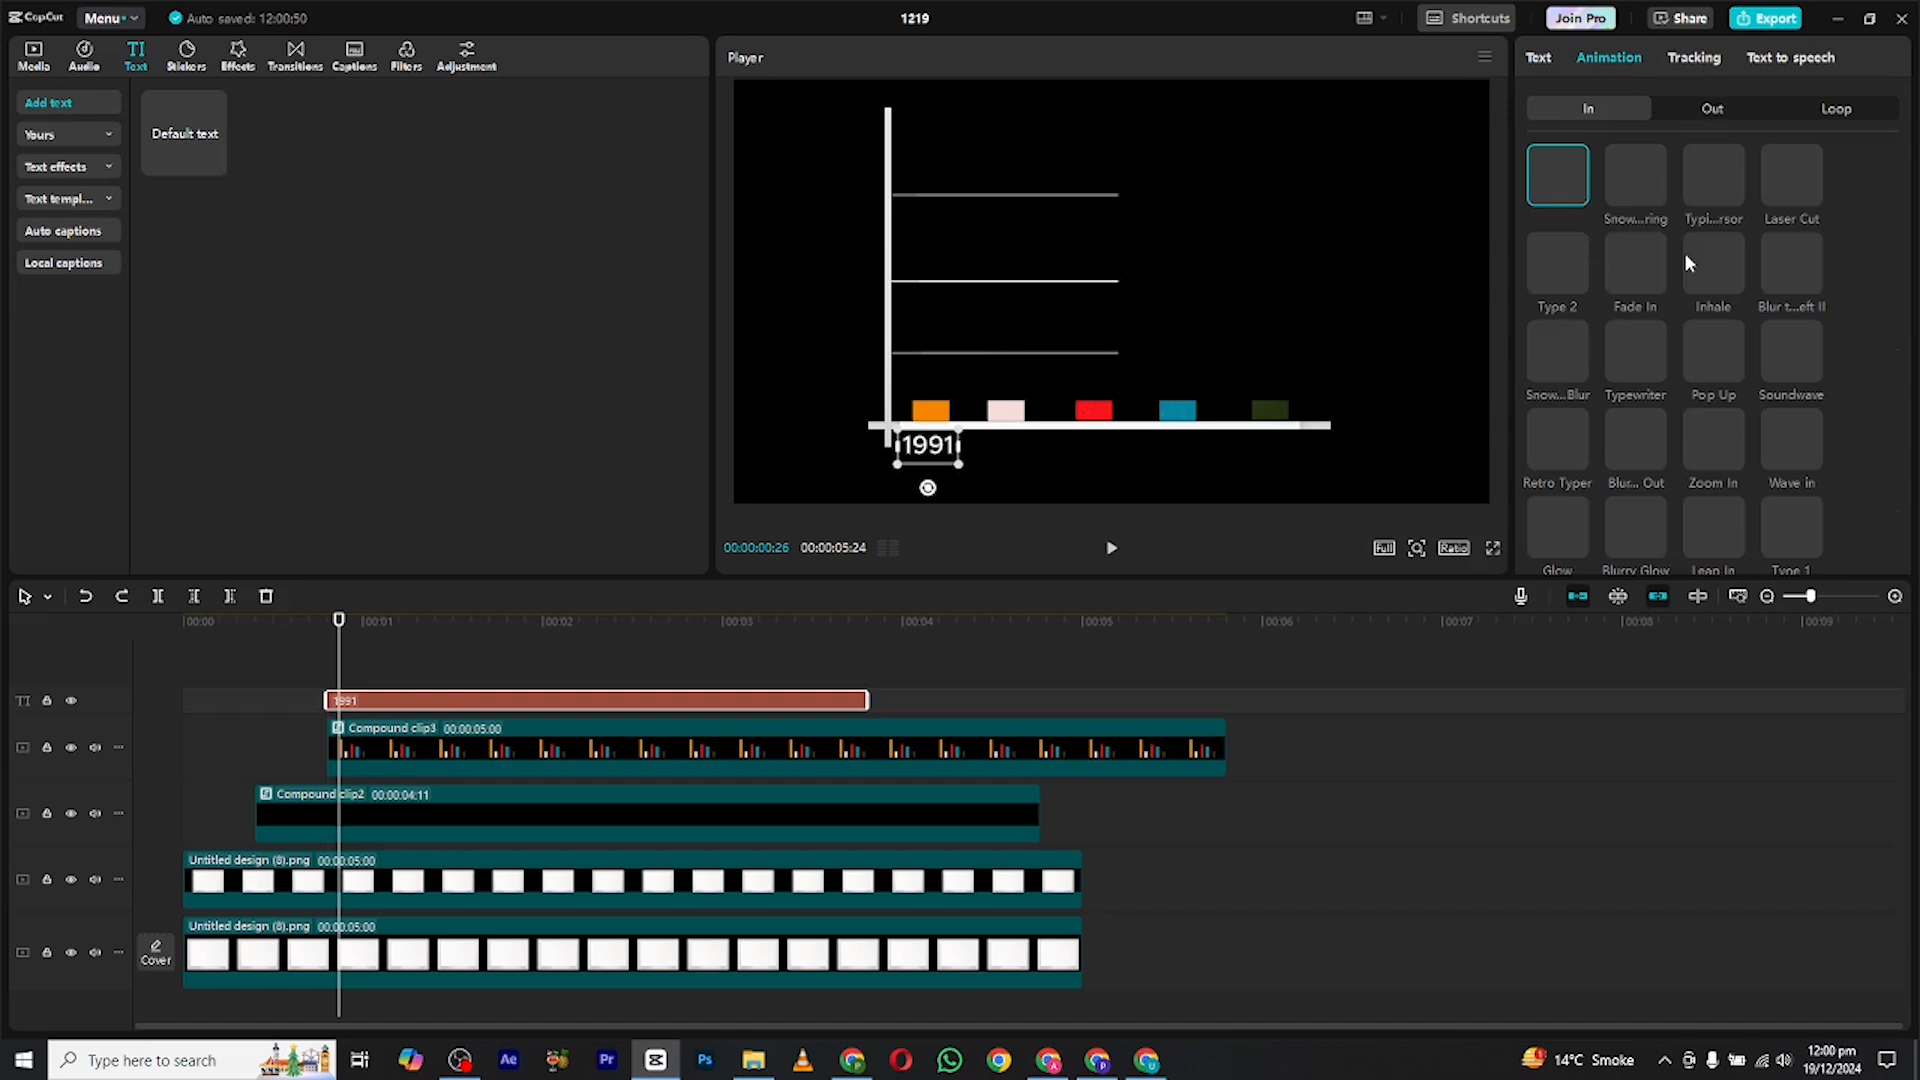 CapCut
Menu
Auto saved: 12:00:50
1219
Shortcuts
Join Pro
Share
Export
Media
Audio
TI
Text
Stickers
Effects
Transitions
Captions
Filters
Adjustment
Add text
Yours
Text effects
Text templ...
Auto captions
Local captions
Default text
Player
1991
00:00:00:26
00:00:05:24
Full
Ratio
Text
Animation
Tracking
Text to speech
In
Out
Loop
Snow...ring
Typi...rsor
Laser Cut
Type 2
Fade In
Inhale
Blur t...eft II
Snow...Blur
Typewriter
Pop Up
Soundwave
Retro Typer
Blur... Out
Zoom In
Wave in
Glow
Blurry Glow
Leap In
Type 1
00:00
00:01
00:02
00:03
00:04
00:05
00:06
00:07
00:08
00:09
TI
1991
Compound clip3 00:00:05:00
Compound clip2 00:00:04:11
Untitled design (8).png 00:00:05:00
Untitled design (8).png 00:00:05:00
Cover
Type here to search
Ae
Pr
Ps
14°C Smoke
12:00 pm
19/12/2024